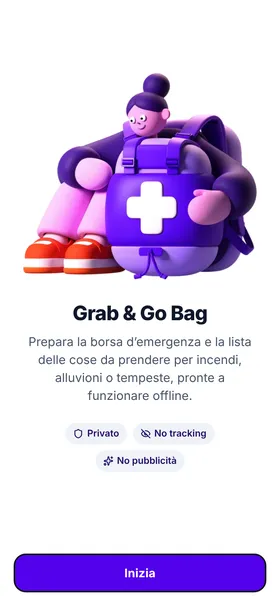 Grab & Go Bag
Prepara la borsa d’emergenza e la lista
delle cose da prendere per incendi,
alluvioni o tempeste, pronte a
funzionare offline.
Privato
No tracking
No pubblicità
Inizia